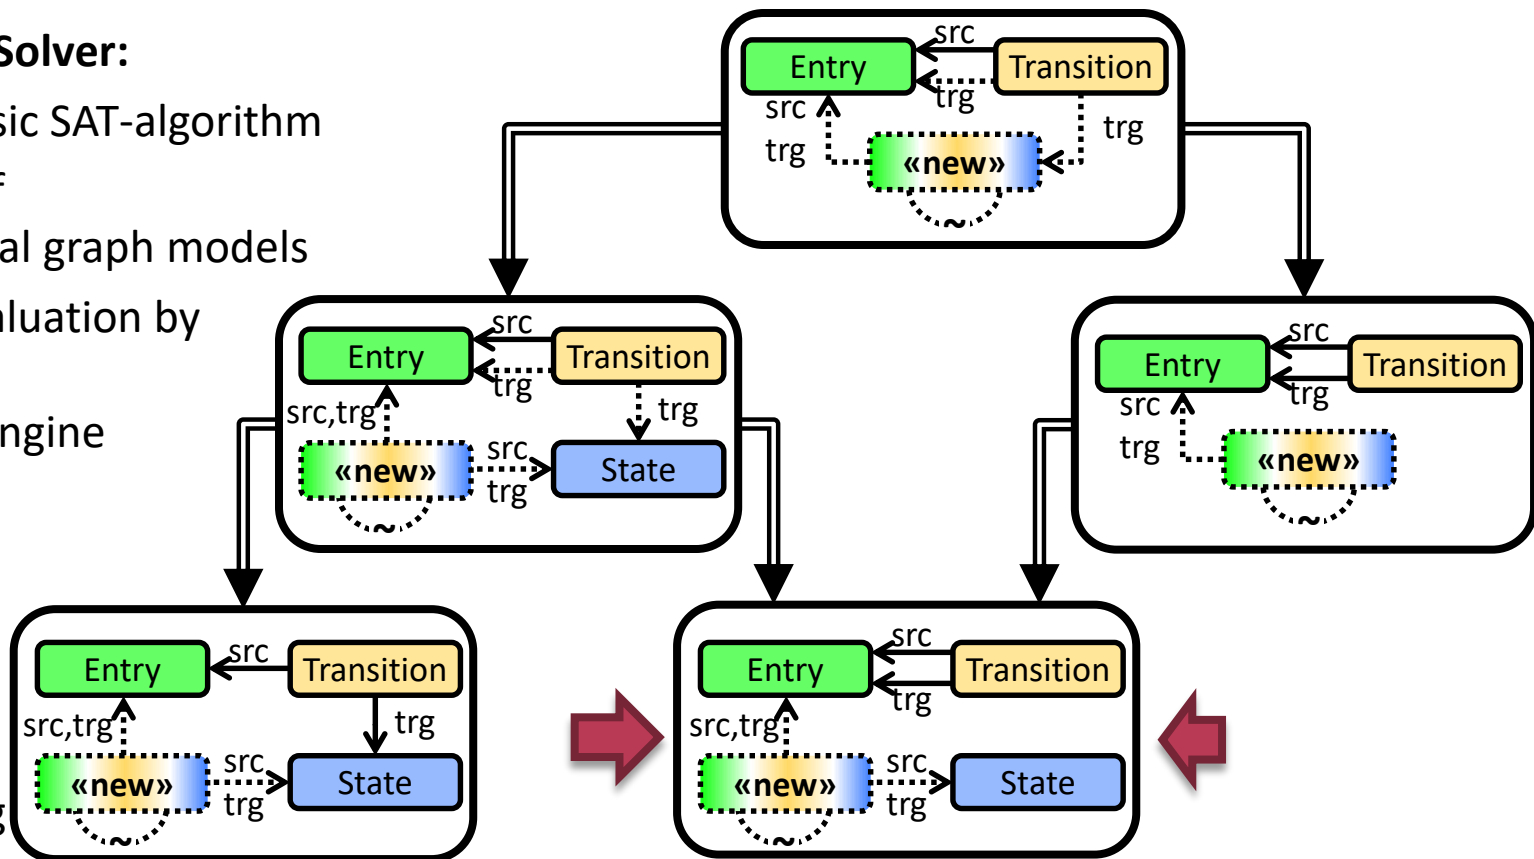 Solver:
sic SAT-algorithm
f
al graph models
aluation by
ngine
g
src
Entry
Transition
trg
src
trg
trg
«new»
~
src
Entry
Transition
trg
src,trg
trg
«new»
src
trg
State
~
src
Entry
Transition
trg
src
trg
«new»
~
Entry
src
Transition
src,trg
trg
«new»
src
trg
State
~
src
Entry
Transition
trg
src,trg
«new»
src
trg
State
~